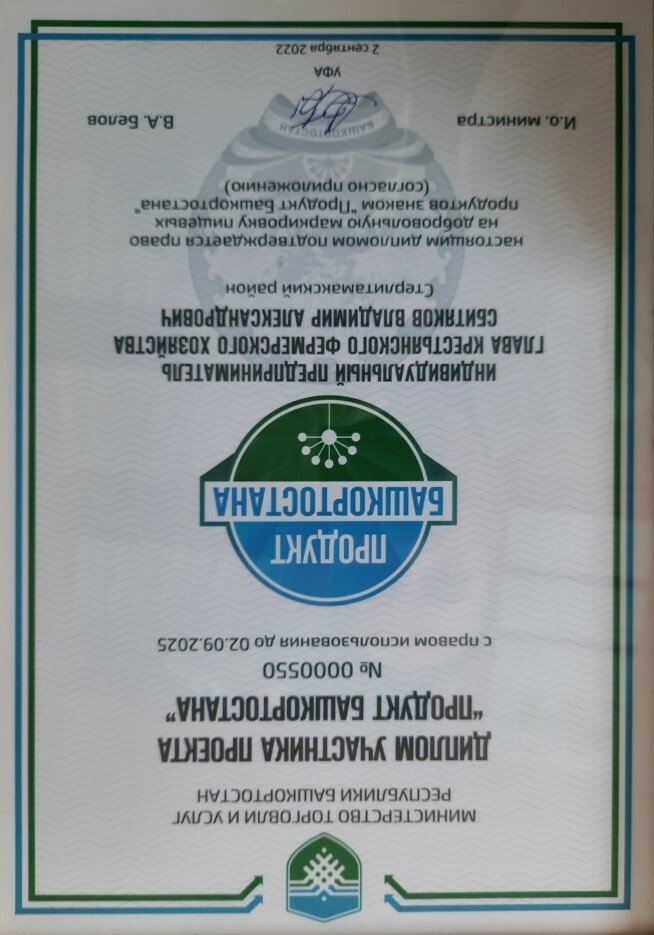 МИНИСТЕРСТВО ТОРГОВЛИ И УСЛУГ
РЕСПУБЛИКИ БАШКОРТОСТАН
ДИПЛОМ УЧАСТНИКА ПРОЕКТА
"ПРОДУКТ БАШКОРТОСТАНА"
№ 0000550
с правом использования до 02.09.2025
ПРОДУКТ
БАШКОРТОСТАНА
ИНДИВИДУАЛЬНЫЙ ПРЕДПРИНИМАТЕЛЬ
ГЛАВА КРЕСТЬЯНСКОГО ФЕРМЕРСКОГО ХОЗЯЙСТВА
СБИТЯКОВ ВЛАДИМИР АЛЕКСАНДРОВИЧ
Стерлитамакский район
настоящим дипломом подтверждается право
на добровольную маркировку пищевых
продуктов знаком "Продукт Башкортостана"
(согласно приложению)
БАШКОРТОСТАН
И.о. министра В.А. Белов
УФА
2 сентября 2022